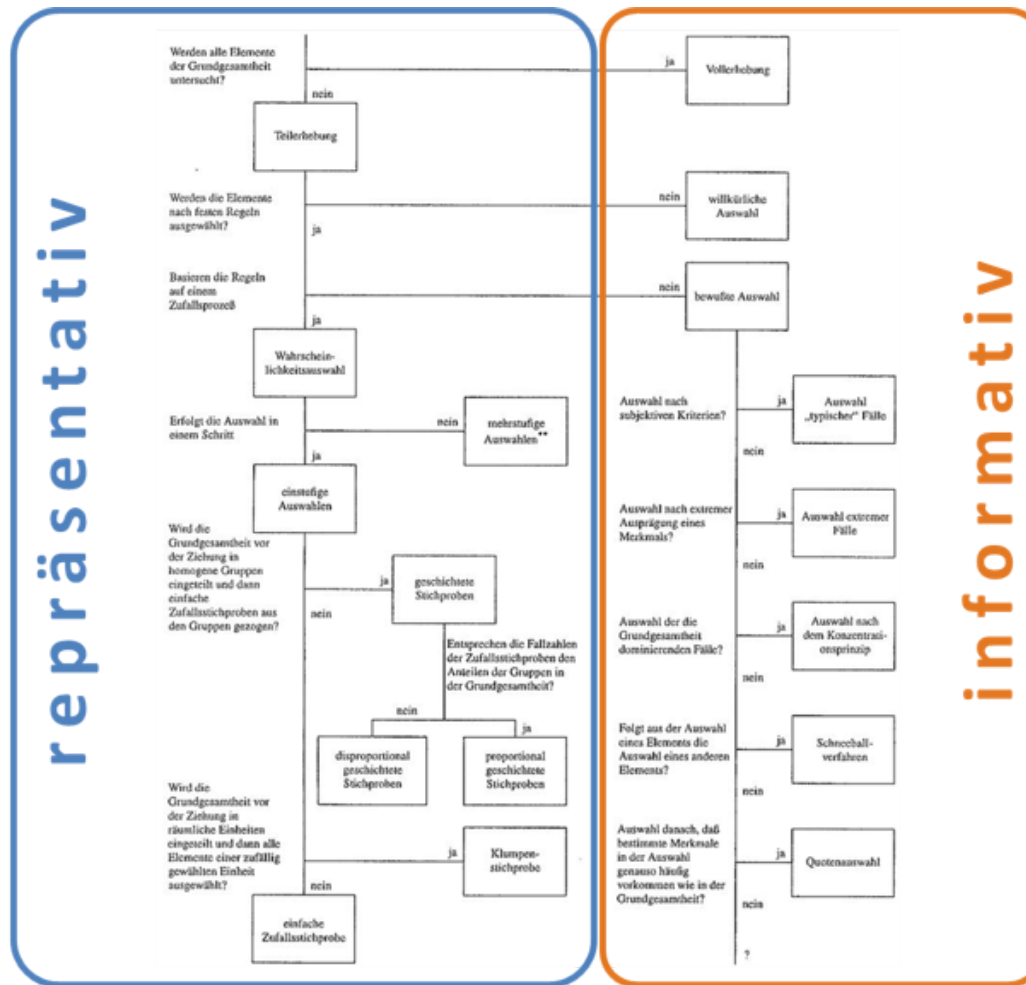 repräsentativ
Werden alle Elemente
der Grundgesamtheit
untersucht?
ja
Vollerhebung
nein
Teilerhebung
Werden die Elemente
nach festen Regeln
ausgewählt?
nein
willkürliche
Auswahl
ja
Basieren die Regeln
auf einem
Zufallsprozeß
nein
bewußte Auswahl
ja
Wahrschein-
lichkeitsauswahl
Erfolgt die Auswahl in
einem Schritt
nein
mehrstufige
Auswahlen**
ja
einstufige
Auswahlen
Wird die
Grundgesamtheit vor
der Ziehung in
homogene Gruppen
eingeteilt und dann
einfache
Zufallsstichproben aus
den Gruppen gezogen?
ja
geschichtete
Stichproben
nein
Entsprechen die Fallzahlen
der Zufallsstichproben den
Anteilen der Gruppen in
der Grundgesamtheit?
nein
ja
disproportional
geschichtete
Stichproben
proportional
geschichtete
Stichproben
Wird die
Grundgesamtheit vor
der Ziehung in
räumliche Einheiten
eingeteilt und dann alle
Elemente einer zufällig
gewählten Einheit
ausgewählt?
ja
Klumpen-
stichprobe
nein
einfache
Zufallsstichprobe
Auswahl nach
subjektiven Kriterien?
ja
Auswahl
„typischer“ Fälle
nein
Auswahl nach extremer
Ausprägung eines
Merkmals?
ja
Auswahl extremer
Fälle
nein
Auswahl der die
Grundgesamtheit
dominierenden Fälle?
ja
Auswahl nach
dem Konzentrati-
onsprinzip
nein
Folgt aus der Auswahl
eines Elements die
Auswahl eines anderen
Elements?
ja
Schneeball-
verfahren
nein
Auswahl danach, daß
bestimmte Merkmale
in der Auswahl
genauso häufig
vorkommen wie in der
Grundgesamtheit?
ja
Quotenauswahl
nein
?
informativ